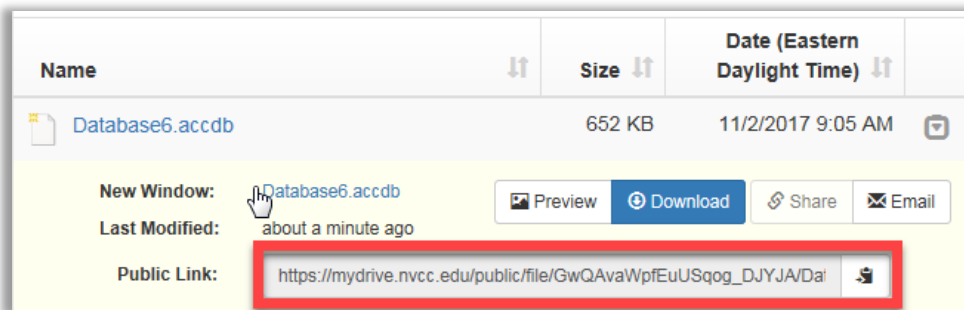 Name Size Date (Eastern Daylight Time)
Database6.accdb 652 KB 11/2/2017 9:05 AM
New Window: Database6.accdb Preview Download Share Email
Last Modified: about a minute ago
Public Link: https://mydrive.nvcc.edu/public/file/GwQAvaWpfEuUSqog_DJYJA/Dat